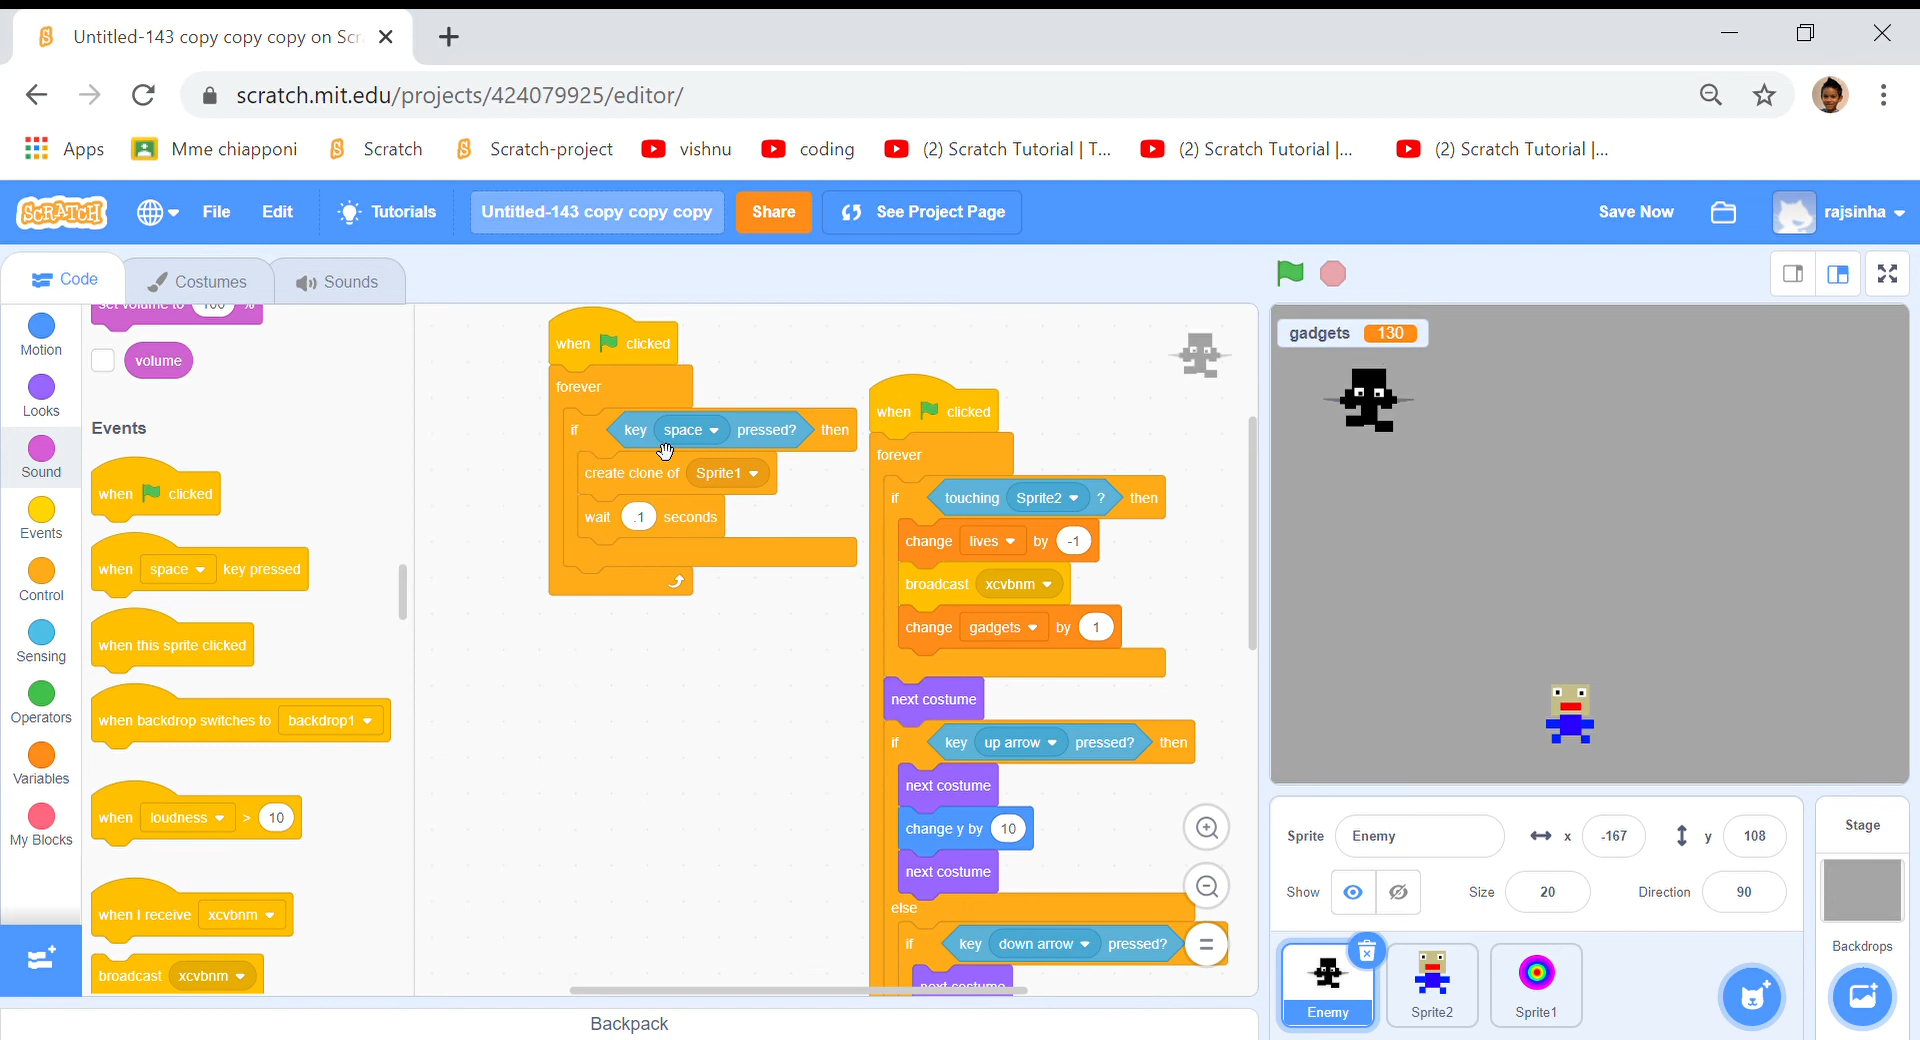 Untitled-143 copy copy copy on Scr
scratch.mit.edu/projects/424079925/editor/
Apps Mme chiapponi Scratch Scratch-project vishnu coding (2) Scratch Tutorial | T... (2) Scratch Tutorial |... (2) Scratch Tutorial |...
SCRATCH File Edit Tutorials Untitled-143 copy copy copy Share See Project Page Save Now rajsinha
Code Costumes Sounds
Motion
Looks
Sound
Events
Control
Sensing
Operators
Variables
My Blocks
set volume to 100 %
volume
Events
when clicked
when space key pressed
when this sprite clicked
when backdrop switches to backdrop1
when loudness > 10
when I receive xcvbnm
broadcast xcvbnm
when clicked
forever
if key space pressed? then
create clone of Sprite1
wait .1 seconds
when clicked
forever
if touching Sprite2 ? then
change lives by -1
broadcast xcvbnm
change gadgets by 1
next costume
if key up arrow pressed? then
next costume
change y by 10
next costume
else
if key down arrow pressed?
next costume
Backpack
gadgets 130
Sprite Enemy x -167 y 108
Show Size 20 Direction 90
Enemy Sprite2 Sprite1
Stage
Backdrops